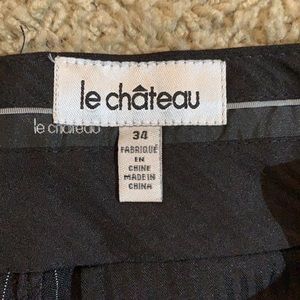 le château
le château
34
FABRIQUÉ
EN
CHINE
MADE IN
CHINA